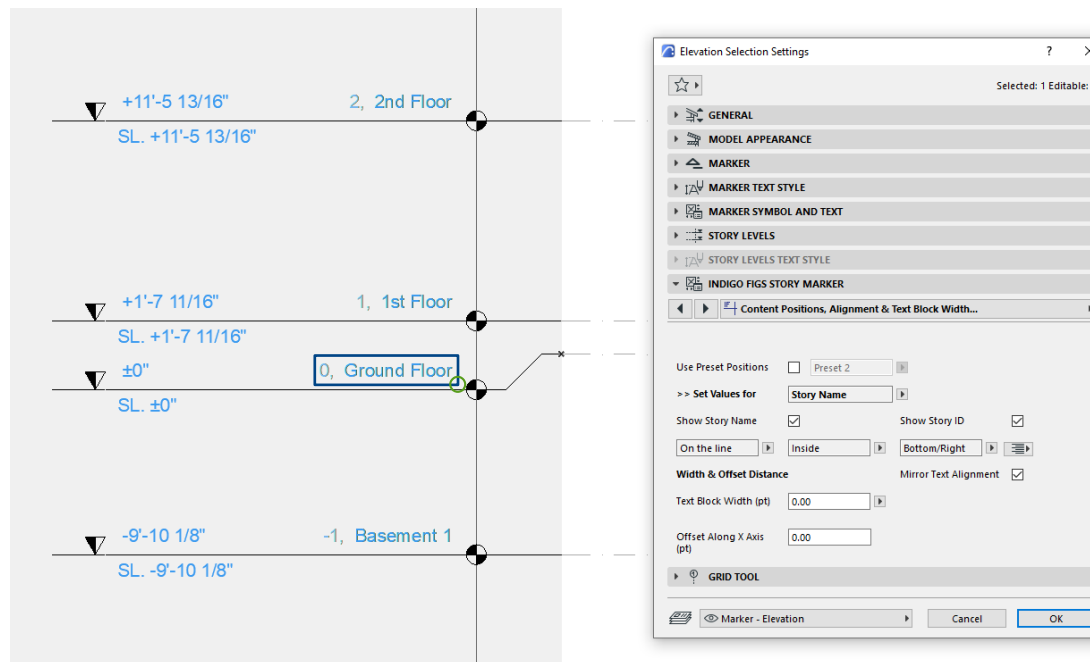 +11'-5 13/16" 2, 2nd Floor
SL. +11'-5 13/16"
+1'-7 11/16" 1, 1st Floor
SL. +1'-7 11/16"
±0" 0, Ground Floor
SL. ±0"
-9'-10 1/8" -1, Basement 1
SL. -9'-10 1/8"
Elevation Selection Settings ?
Selected: 1 Editable:
GENERAL
MODEL APPEARANCE
MARKER
MARKER TEXT STYLE
MARKER SYMBOL AND TEXT
STORY LEVELS
STORY LEVELS TEXT STYLE
INDIGO FIGS STORY MARKER
Content Positions, Alignment & Text Block Width...
Use Preset Positions Preset 2
>> Set Values for Story Name
Show Story Name Show Story ID
On the line Inside Bottom/Right
Width & Offset Distance Mirror Text Alignment
Text Block Width (pt) 0.00
Offset Along X Axis (pt) 0.00
GRID TOOL
Marker - Elevation Cancel OK